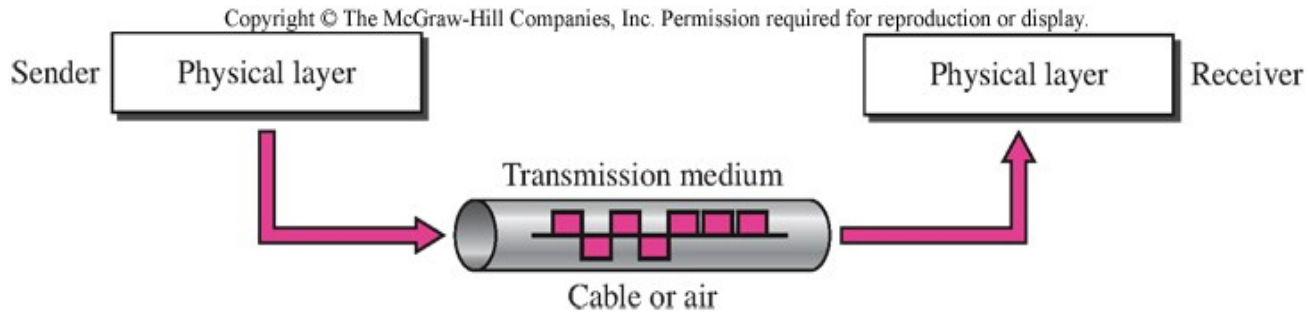 Copyright © The McGraw-Hill Companies, Inc. Permission required for reproduction or display.
Sender
Physical layer
Physical layer
Receiver
Transmission medium
Cable or air